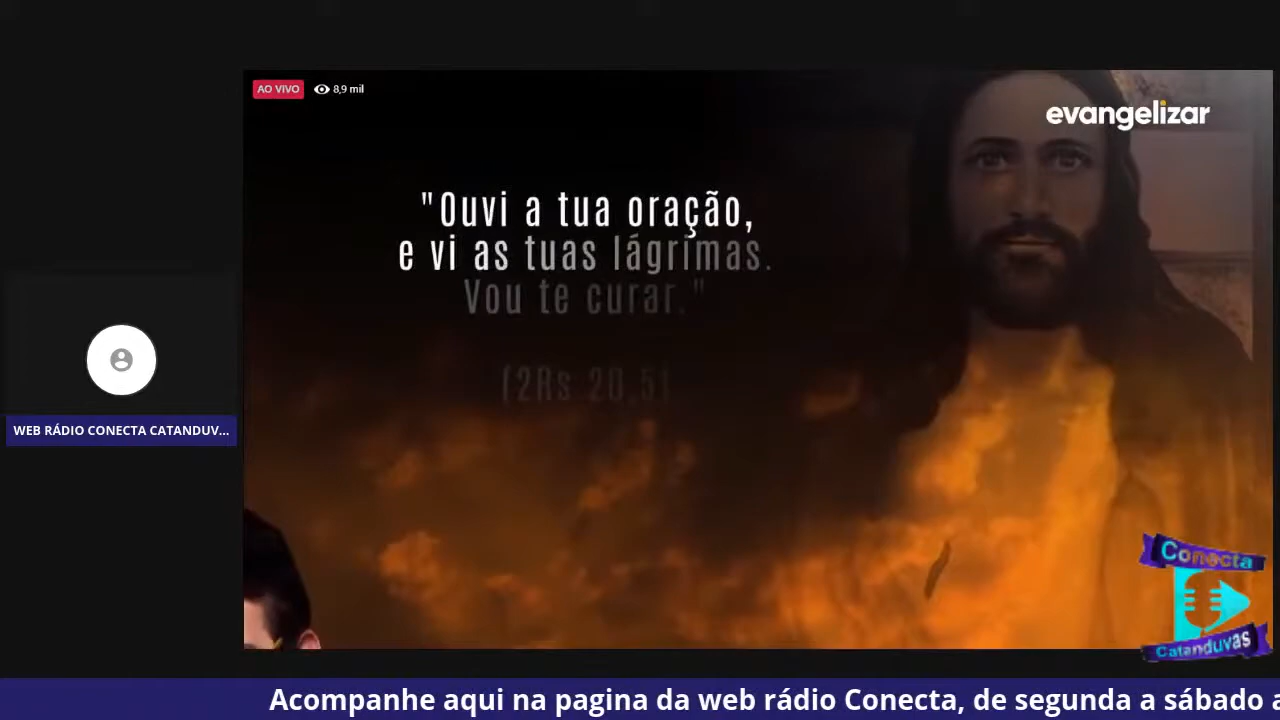 AO VIVO 8,9 mil
evangelizar
"Ouvi a tua oração,
e vi as tuas lágrimas.
Vou te curar."
(2Rs 20,5)
WEB RÁDIO CONECTA CATANDUV...
Conecta
Catanduvas
Acompanhe aqui na pagina da web rádio Conecta, de segunda a sábado a